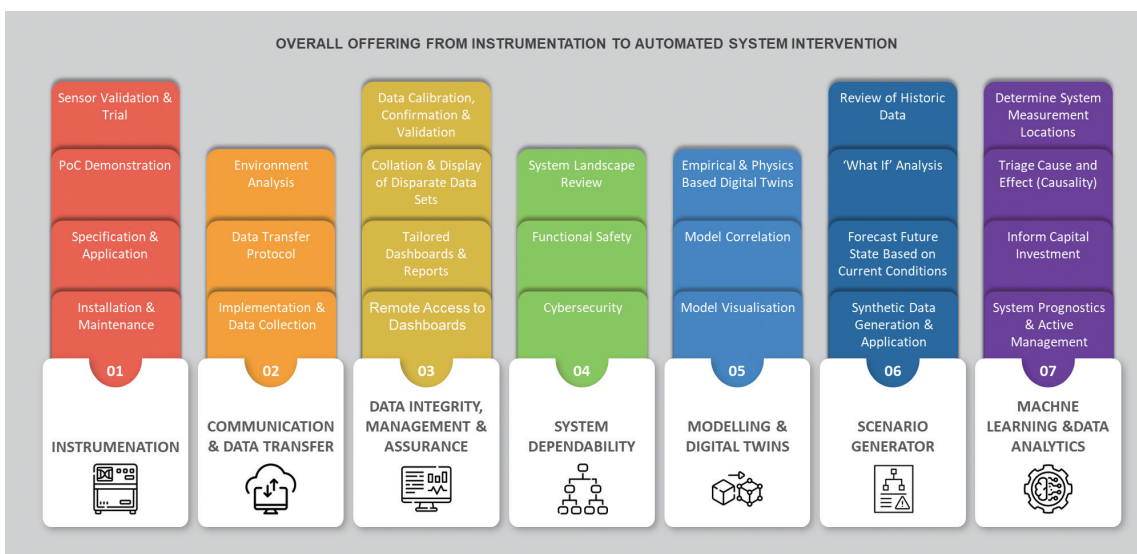 OVERALL OFFERING FROM INSTRUMENTATION TO AUTOMATED SYSTEM INTERVENTION
Sensor Validation &
Trial
PoC Demonstration
Specification &
Application
Installation &
Maintenance
01
INSTRUMENATION
Environment
Analysis
Data Transfer
Protocol
Implementation &
Data Collection
02
COMMUNICATION
& DATA TRANSFER
Data Calibration,
Confirmation &
Validation
Collation & Display
of Disparate Data
Sets
Tailored
Dashboards &
Reports
Remote Access to
Dashboards
03
DATA INTEGRITY,
MANAGEMENT &
ASSURANCE
System Landscape
Review
Functional Safety
Cybersecurity
04
SYSTEM
DEPENDABILITY
Empirical & Physics
Based Digital Twins
Model Correlation
Model Visualisation
05
MODELLING &
DIGITAL TWINS
Review of Historic
Data
‘What If’ Analysis
Forecast Future
State Based on
Current Conditions
Synthetic Data
Generation &
Application
06
SCENARIO
GENERATOR
Determine System
Measurement
Locations
Triage Cause and
Effect (Causality)
Inform Capital
Investment
System Prognostics
& Active
Management
07
MACHNE
LEARNING &DATA
ANALYTICS